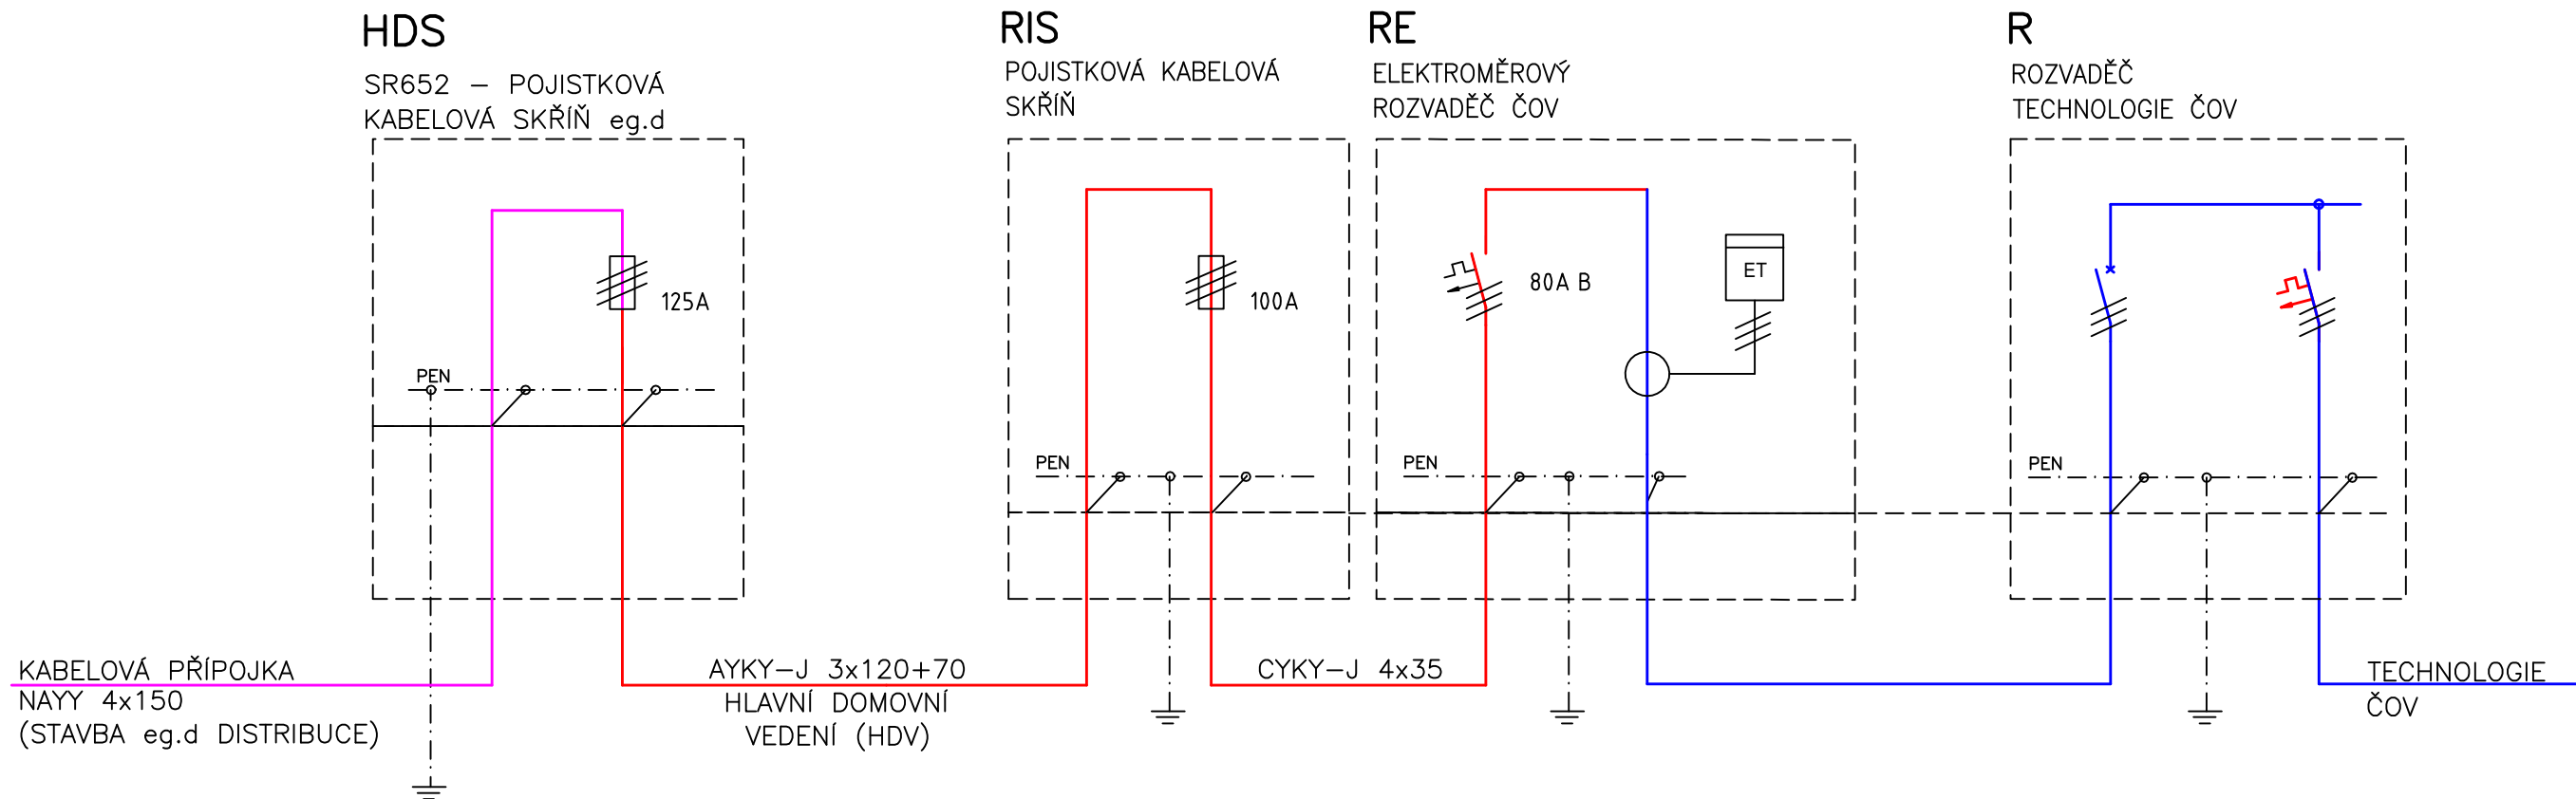 HDS
SR652 – POJISTKOVÁ
KABELOVÁ SKŘÍŇ eg.d
125A
PEN
KABELOVÁ PŘÍPOJKA
NAYY 4x150
(STAVBA eg.d DISTRIBUCE)
AYKY–J 3x120+70
HLAVNÍ DOMOVNÍ
VEDENÍ (HDV)
RIS
POJISTKOVÁ KABELOVÁ
SKŘÍŇ
100A
PEN
CYKY–J 4x35
RE
ELEKTROMĚROVÝ
ROZVADĚČ ČOV
80A B
ET
PEN
R
ROZVADĚČ
TECHNOLOGIE ČOV
PEN
TECHNOLOGIE
ČOV